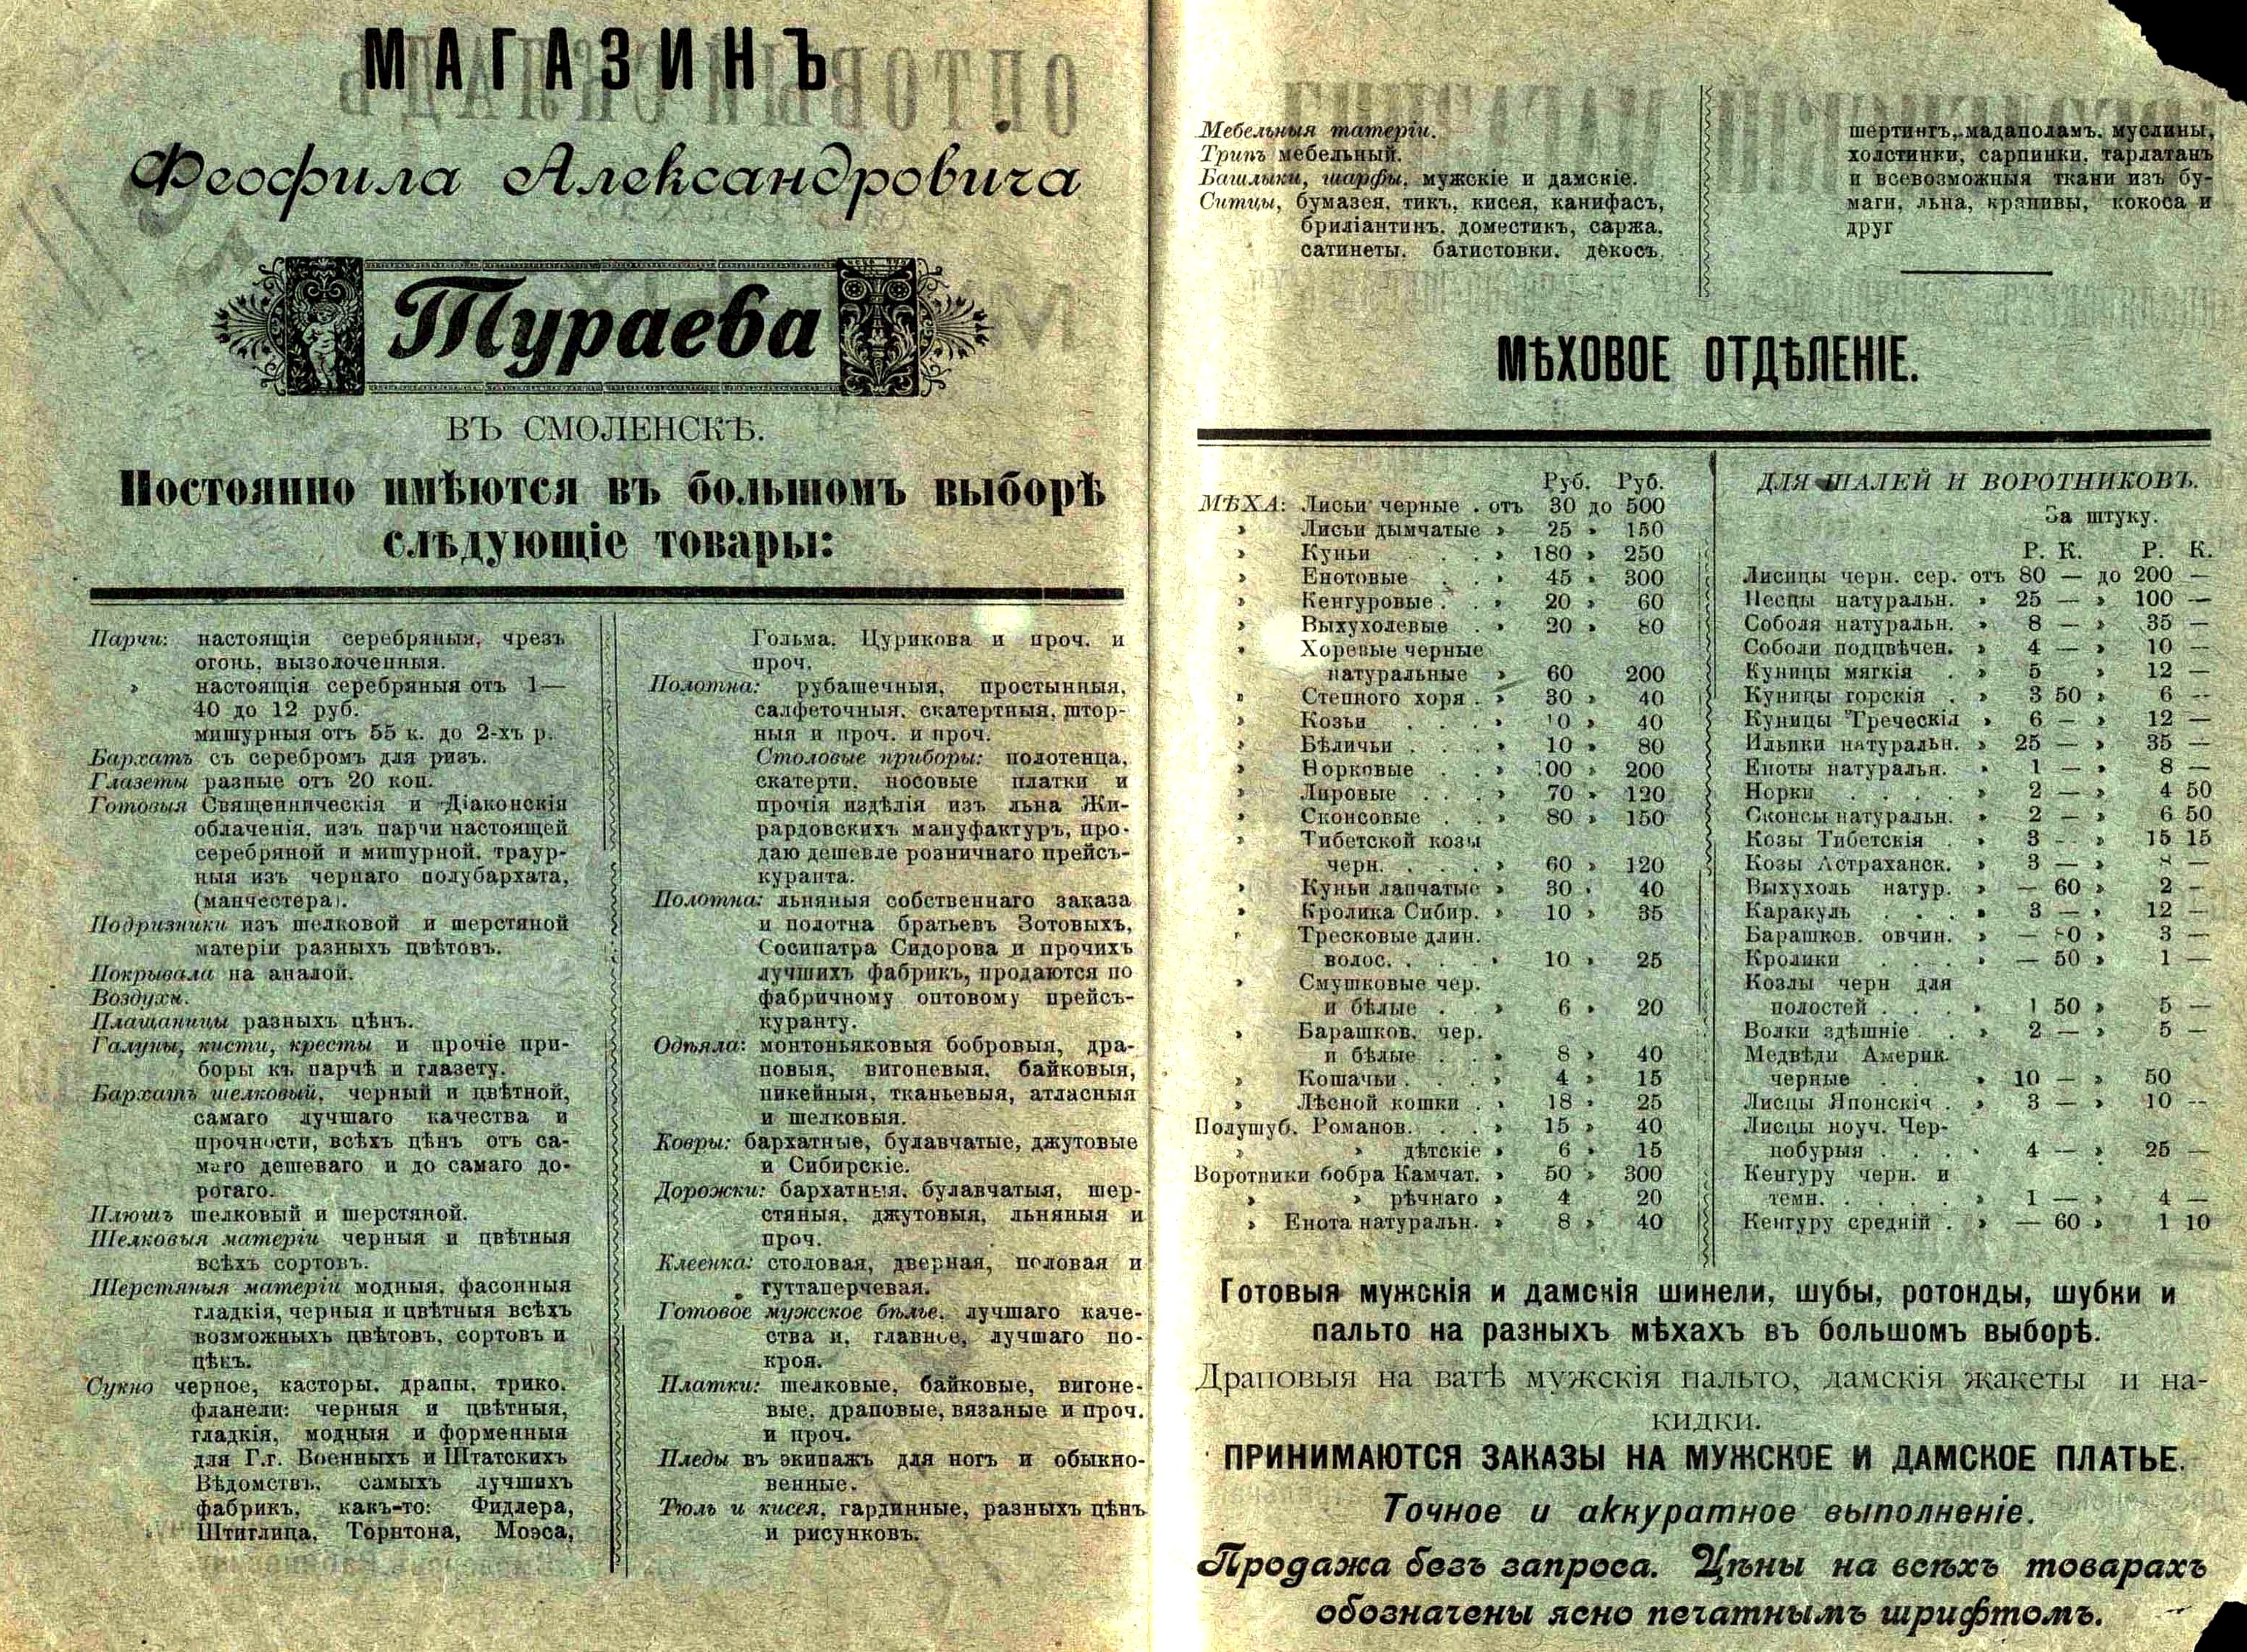 МАГАЗИНЪ
Феофила Александровича
Тураева
ВЪ СМОЛЕНСКѢ.
Постоянно имѣются въ большомъ выборѣ
слѣдующіе товары:
Парчи: настоящія серебряныя, чрезъ
огонь, вызолоченныя.
» настоящія серебряныя отъ 1—
40 до 12 руб.
мишурныя отъ 55 к. до 2-хъ р.
Бархатъ съ серебромъ для ризъ.
Глазеты разные отъ 20 коп.
Готовыя Священническія и Діаконскія
облаченія, изъ парчи настоящей
серебряной и мишурной, траур-
ныя изъ чернаго полубархата,
(манчестера).
Подризники изъ шелковой и шерстяной
матеріи разныхъ цвѣтовъ.
Покрывала на аналой.
Воздухи.
Плащаницы разныхъ цѣнъ.
Галуны, кисти, кресты и прочіе при-
боры къ парчѣ и глазету.
Бархатъ шелковый, черный и цвѣтной,
самаго лучшаго качества и
прочности, всѣхъ цѣнъ отъ са-
маго дешеваго и до самаго до-
рогаго.
Плюшъ шелковый и шерстяной.
Шелковыя матеріи черныя и цвѣтныя
всѣхъ сортовъ.
Шерстяныя матеріи модныя, фасонныя
гладкія, черныя и цвѣтныя всѣхъ
возможныхъ цвѣтовъ, сортовъ и
цѣнъ.
Сукно черное, касторы, драпы, трико,
фланели: черныя и цвѣтныя,
гладкія, модныя и форменныя
для Г.г. Военныхъ и Штатскихъ
Вѣдомствъ, самыхъ лучшихъ
фабрикъ, какъ-то: Фидлера,
Штиглица, Торнтона, Моэса,
Гольма, Цурикова и проч. и
проч.
Полотна: рубашечныя, простынныя,
салфеточныя, скатертныя, штор-
ныя и проч. и проч.
Столовые приборы: полотенца,
скатерти, носовые платки и
прочія издѣлія изъ льна Жи-
рардовскихъ мануфактуръ, про-
даю дешевле розничнаго прейсъ-
куранта.
Полотна: льняныя собственнаго заказа
и полотна братьевъ Зотовыхъ,
Сосипатра Сидорова и прочихъ
лучшихъ фабрикъ, продаются по
фабричному оптовому прейсъ-
куранту.
Одѣяла: монтоньяковыя бобровыя, дра-
повыя, вигоневыя, байковыя,
пикейныя, тканьевыя, атласныя
и шелковыя.
Ковры: бархатные, булавчатые, джутовые
и Сибирскіе.
Дорожки: бархатныя, булавчатыя, шер-
стяныя, джутовыя, льняныя и
проч.
Клеенка: столовая, дверная, половая и
гуттаперчевая.
Готовое мужское бѣлье, лучшаго каче-
ства и, главное, лучшаго по-
кроя.
Платки: шелковые, байковые, вигоне-
вые, драповые, вязаные и проч.
и проч.
Пледы въ экипажъ для ногъ и обыкно-
венные.
Тюль и кисея, гардинные, разныхъ цѣнъ
и рисунковъ.
Мебельныя татеріи.
Трипъ мебельный.
Башлыки, шарфы, мужскіе и дамскіе.
Ситцы, бумазея, тикъ, кисея, канифасъ,
бриліантинъ, доместикъ, саржа,
сатинеты, батистовки, декосъ,
шертингъ, мадаполамъ, муслины,
холстинки, сарпинки, тарлатанъ
и всевозможныя ткани изъ бу-
маги, льна, крапивы, кокоса и
друг
МѢХОВОЕ ОТДѢЛЕНІЕ.
Руб. Руб.
МѢХА: Лисьи черные . отъ 30 до 500
» Лисьи дымчатые » 25 » 150
» Куньи . . » 180 » 250
» Енотовые . . » 45 » 300
» Кенгуровые . . » 20 » 60
» Выхухолевые . » 20 » 80
» Хоревые черные
натуральные » 60 200
» Степного хоря . » 30 » 40
» Козьи . . . » 10 » 40
» Бѣличьи . . . » 10 » 80
» Норковые . . » 100 » 200
» Лировые . . . » 70 » 120
» Сконсовые . . » 80 » 150
» Тибетской козы
черн. . . . » 60 » 120
» Куньи лапчатые » 30 » 40
» Кролика Сибир. » 10 » 35
» Тресковые длин.
волос. . . . » 10 » 25
» Смушковые чер.
и бѣлые . . » 6 » 20
» Барашков. чер.
и бѣлые . . » 8 » 40
» Кошачьи . . . » 4 » 15
» Лѣсной кошки . » 18 » 25
Полушуб. Романов. . . » 15 » 40
» » дѣтскіе » 6 » 15
Воротники бобра Камчат. » 50 » 300
» » рѣчнаго » 4 20
» Енота натуральн. » 8 » 40
ДЛЯ ШАЛЕЙ И ВОРОТНИКОВЪ.
За штуку.
Р. К. Р. К.
Лисицы черн. сер. отъ 80 — до 200 —
Песцы натуральн. » 25 — » 100 —
Соболя натуральн. » 8 — » 35 —
Соболи подцвѣчен. » 4 — » 10 —
Куницы мягкія . » 5 » 12 —
Куницы горскія . » 3 50 » 6 —
Куницы Греческія » 6 — » 12 —
Ильки натуральн. » 25 — » 35 —
Еноты натуральн. » 1 — » 8 —
Норки . . . . » 2 — » 4 50
Сконсы натуральн. » 2 — » 6 50
Козы Тибетскія . » 3 - » 15 15
Козы Астраханск. » 3 — » 8 —
Выхухоль натур. » — 60 » 2 -
Каракуль . . . » 3 — » 12 —
Барашков. овчин. » — 80 » 3 —
Кролики . . . » — 50 » 1 —
Козлы черн для
полостей . . . » 1 50 » 5 —
Волки здѣшніе . . » 2 — » 5 —
Медвѣди Америк.
черные . . » 10 — » 50
Лисцы Японскія . » 3 — » 10 --
Лисцы ноуч. Чер-
нобурыя . . . » 4 — » 25 —
Кенгуру черн. и
темн. . . . . » 1 — » 4 —
Кенгуру средній . » — 60 » 1 10
Готовыя мужскія и дамскія шинели, шубы, ротонды, шубки и
пальто на разныхъ мѣхахъ въ большомъ выборѣ.
Драповыя на ватѣ мужскія пальто, дамскія жакеты и на-
кидки.
ПРИНИМАЮТСЯ ЗАКАЗЫ НА МУЖСКОЕ И ДАМСКОЕ ПЛАТЬЕ.
Точное и аккуратное выполненіе.
Продажа безъ запроса. Цѣны на всѣхъ товарахъ
обозначены ясно печатнымъ шрифтомъ.